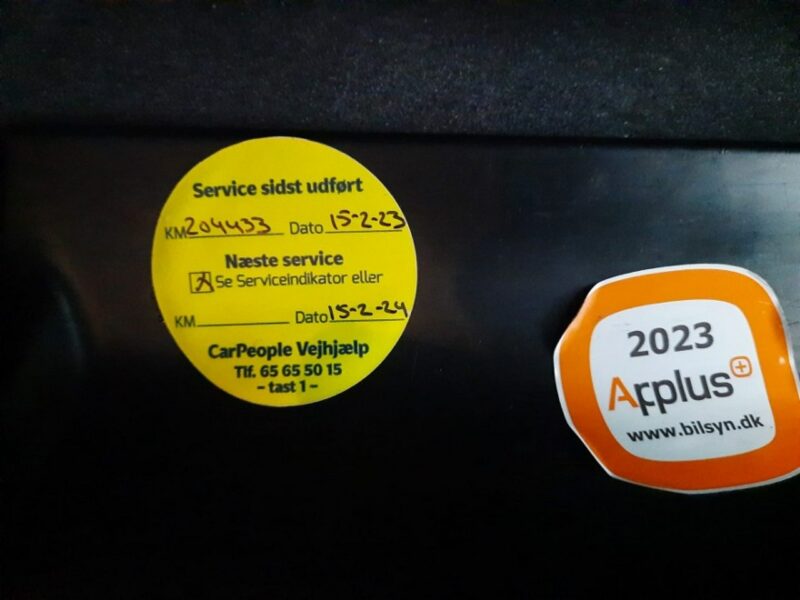 Service sidst udført
KM 204433 Dato 15-2-23
Næste service
Se Serviceindikator eller
KM Dato 15-2-24
CarPeople Vejhjælp
Tlf. 65 65 50 15
- tast 1 -
2023
Applus+
www.bilsyn.dk